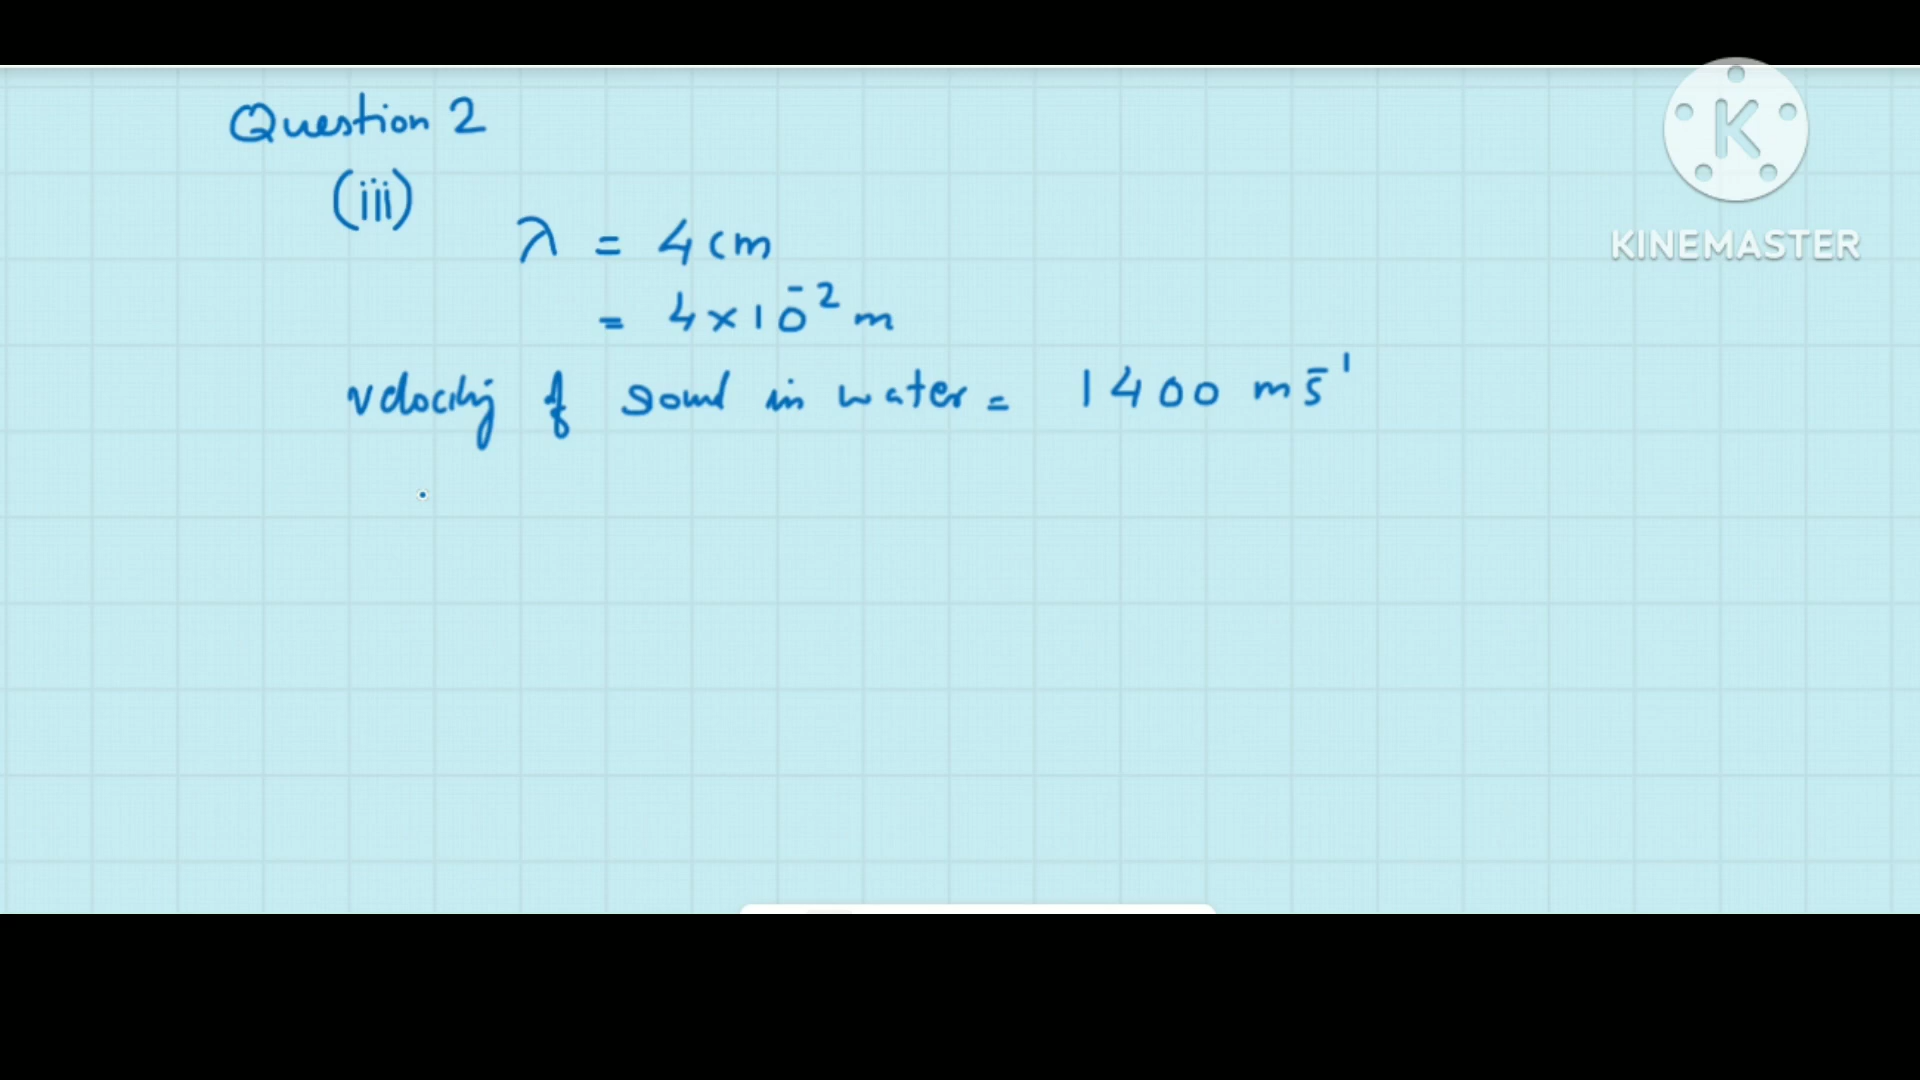 Question 2
(iii)
λ = 4 cm
= 4 × 10⁻² m
velocity of sound in water = 1400 ms⁻¹
K
KINEMASTER